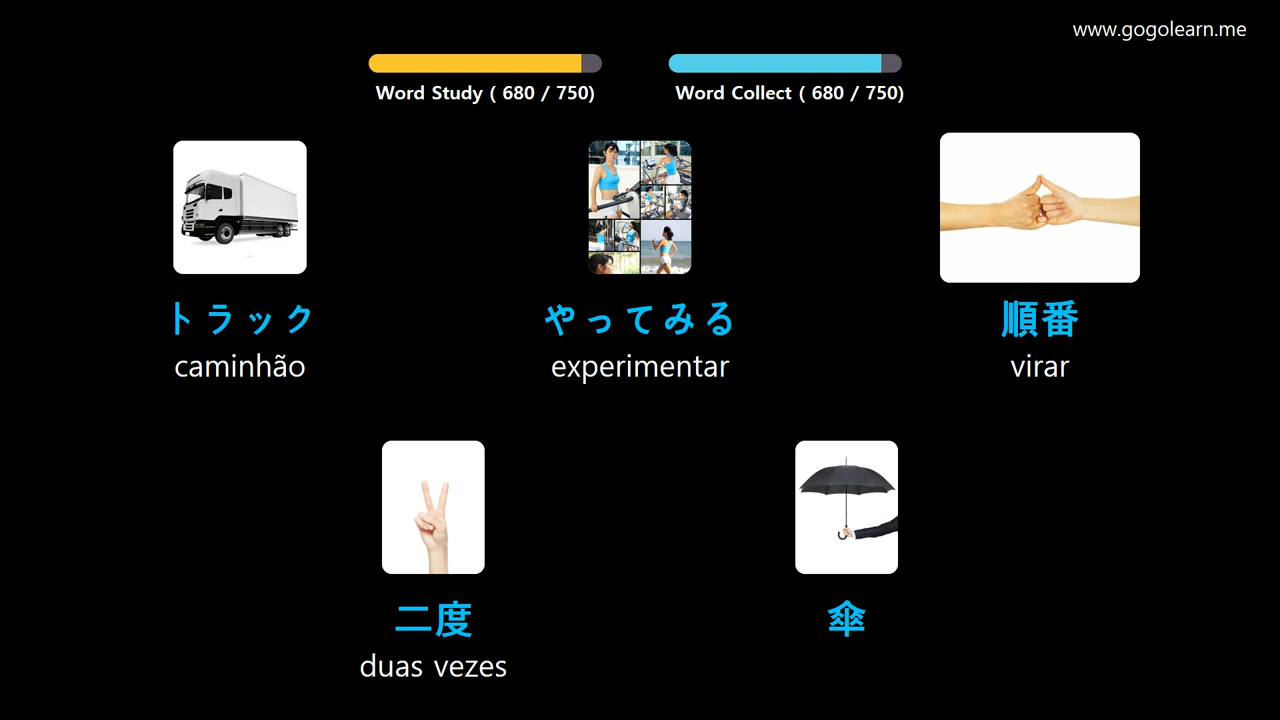 www.gogolearn.me
Word Study ( 680 / 750)
Word Collect ( 680 / 750)
トラック
caminhão
やってみる
experimentar
順番
virar
二度
duas vezes
傘